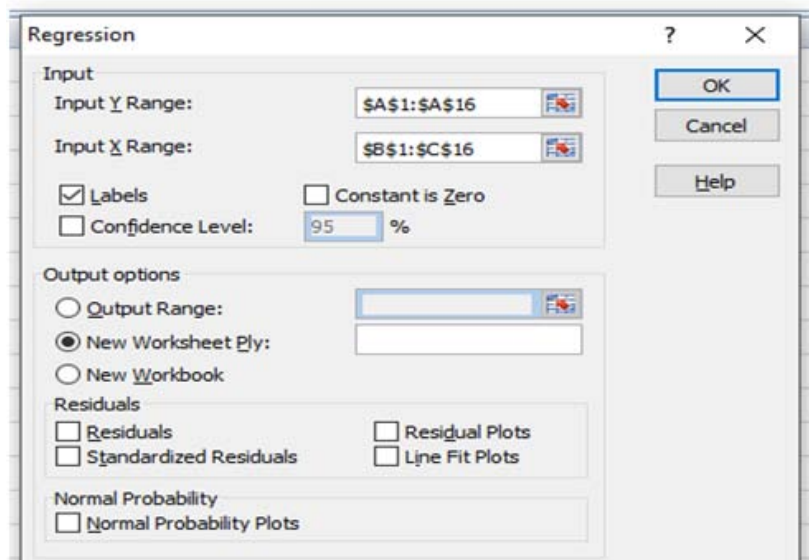 Regression ? ×
Input
Input Y Range: $A$1:$A$16
Input X Range: $B$1:$C$16
Labels
Constant is Zero
Confidence Level: 95 %
OK
Cancel
Help
Output options
Output Range:
New Worksheet Ply:
New Workbook
Residuals
Residuals
Residual Plots
Standardized Residuals
Line Fit Plots
Normal Probability
Normal Probability Plots